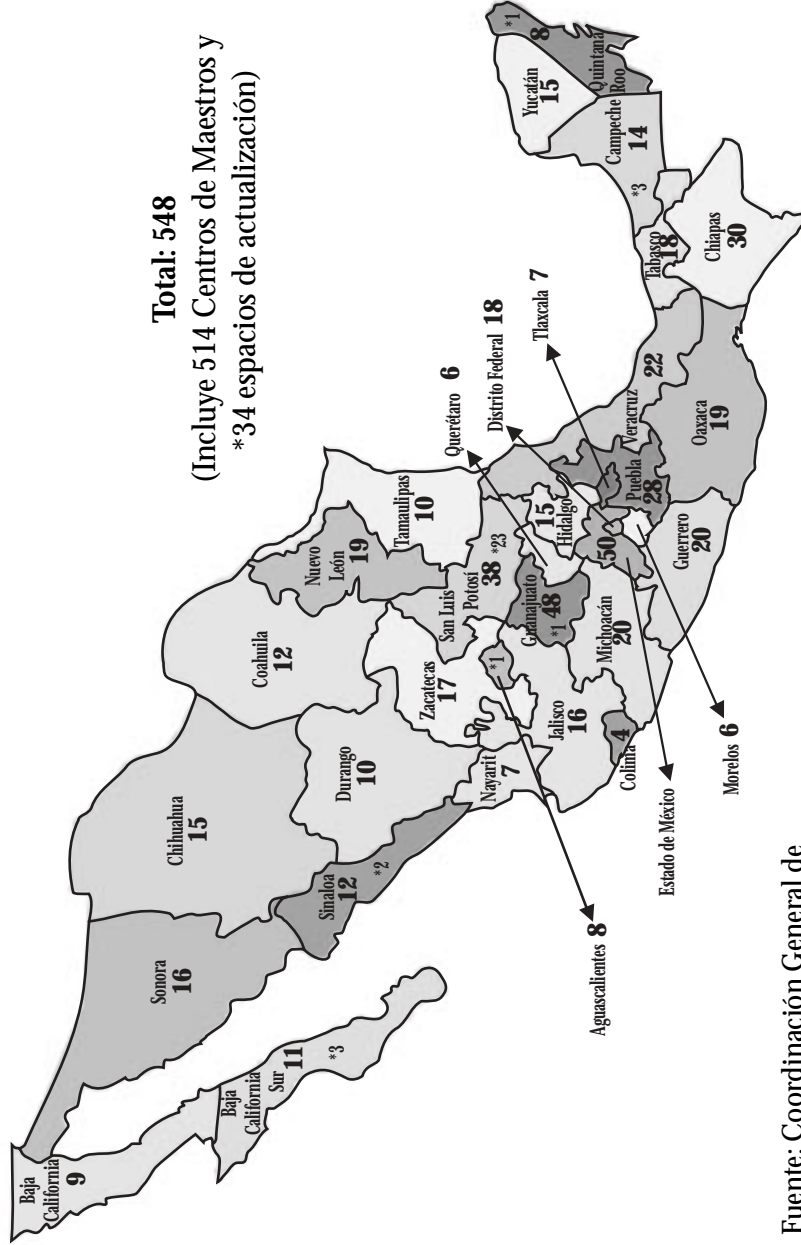 Total: 548
(Incluye 514 Centros de Maestros y
*34 espacios de actualización)
Baja
California
9
Baja
California
Sur 11
*3
Sonora
16
Chihuahua
15
Sinaloa
12
*2
Durango
10
Coahuila
12
Nuevo
León
19
Tamaulipas
10
Zacatecas
17
San Luis
Potosí
38 *23
Nayarit
7
Jalisco
16
*1
Aguascalientes 8
Guanajuato
*1 48
Querétaro 6
15
Hidalgo
Distrito Federal 18
Tlaxcala 7
Colima 4
Michoacán
20
50
Estado de México
Morelos 6
Puebla
28
Veracruz 22
Guerrero
20
Oaxaca
19
Tabasco
18
Chiapas
30
Campeche
14
*3
Yucatán
15
*1
8
Quintana
Roo
Fuente: Coordinación General de